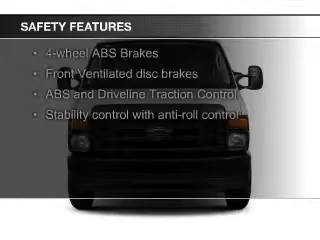 SAFETY FEATURES
• 4-wheel ABS Brakes
• Front Ventilated disc brakes
• ABS and Driveline Traction Control
• Stability control with anti-roll control